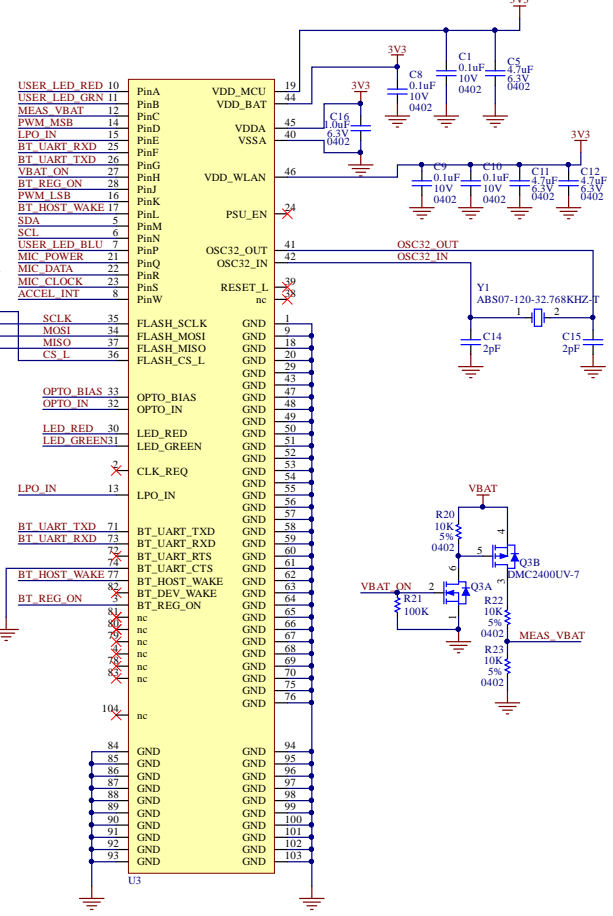 3V3
USER_LED_RED 10 PinA
USER_LED_GRN 11 PinB
MEAS_VBAT 12 PinC
PWM_MSB 14 PinD
LPO_IN 15 PinE
BT_UART_RXD 25 PinF
BT_UART_TXD 26 PinG
VBAT_ON 27 PinH
BT_REG_ON 28 PinJ
PWM_LSB 16 PinK
BT_HOST_WAKE 17 PinL
SDA 5 PinM
SCL 6 PinN
USER_LED_BLU 7 PinP
MIC_POWER 21 PinQ
MIC_DATA 22 PinR
MIC_CLOCK 23 PinS
ACCEL_INT 8 PinW
SCLK 35 FLASH_SCLK
MOSI 34 FLASH_MOSI
MISO 37 FLASH_MISO
CS_L 36 FLASH_CS_L
OPTO_BIAS 33 OPTO_BIAS
OPTO_IN 32 OPTO_IN
LED_RED 30 LED_RED
LED_GREEN 31 LED_GREEN
2 CLK_REQ
LPO_IN 13 LPO_IN
BT_UART_TXD 71 BT_UART_TXD
BT_UART_RXD 73 BT_UART_RXD
72 BT_UART_RTS
74 BT_UART_CTS
BT_HOST_WAKE 77 BT_HOST_WAKE
82 BT_DEV_WAKE
BT_REG_ON 3 BT_REG_ON
81 nc
80 nc
79 nc
4 nc
78 nc
83 nc
104 nc
84 GND
85 GND
86 GND
87 GND
88 GND
89 GND
90 GND
91 GND
92 GND
93 GND
U3
VDD_MCU 19
VDD_BAT 44
VDDA 45
VSSA 40
VDD_WLAN 46
PSU_EN 24
OSC32_OUT 41 OSC32_OUT
OSC32_IN 42 OSC32_IN
RESET_L 39
nc 38
GND 1
GND 9
GND 18
GND 20
GND 29
GND 43
GND 47
GND 48
GND 49
GND 50
GND 51
GND 52
GND 53
GND 54
GND 55
GND 56
GND 57
GND 58
GND 59
GND 60
GND 61
GND 62
GND 63
GND 64
GND 65
GND 66
GND 67
GND 68
GND 69
GND 70
GND 75
GND 76
GND 94
GND 95
GND 96
GND 97
GND 98
GND 99
GND 100
GND 101
GND 102
GND 103
3V3
C8
0.1uF
10V
0402
C1
0.1uF
10V
0402
C5
4.7uF
6.3V
0402
3V3
C16
1.0uF
6.3V
0402
3V3
C9
0.1uF
10V
0402
C10
0.1uF
10V
0402
C11
4.7uF
6.3V
0402
C12
4.7uF
6.3V
0402
Y1
ABS07-120-32.768KHZ-T
1 2
C14
2pF
C15
2pF
VBAT
R20
10K
5%
0402
4
5
3
Q3B
DMC2400UV-7
6
VBAT_ON 2
Q3A
1
R21
100K
R22
10K
5%
0402
MEAS_VBAT
R23
10K
5%
0402